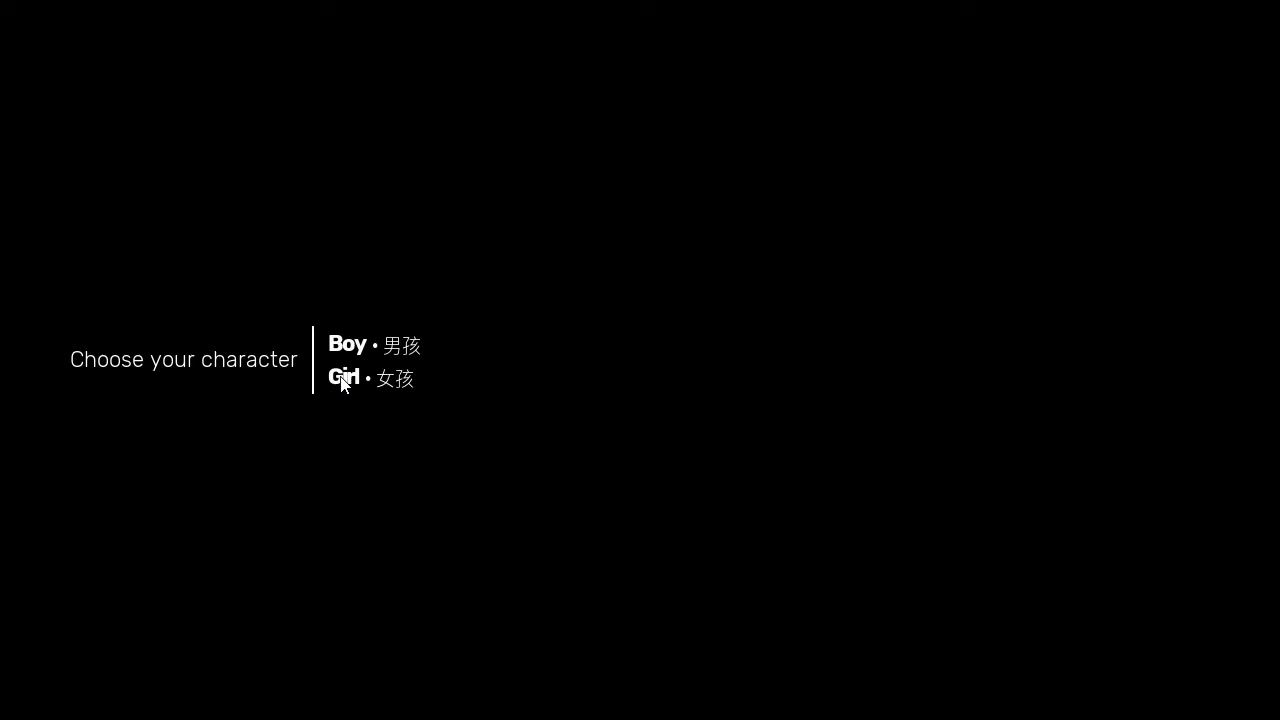 Choose your character
Boy • 男孩
Girl • 女孩